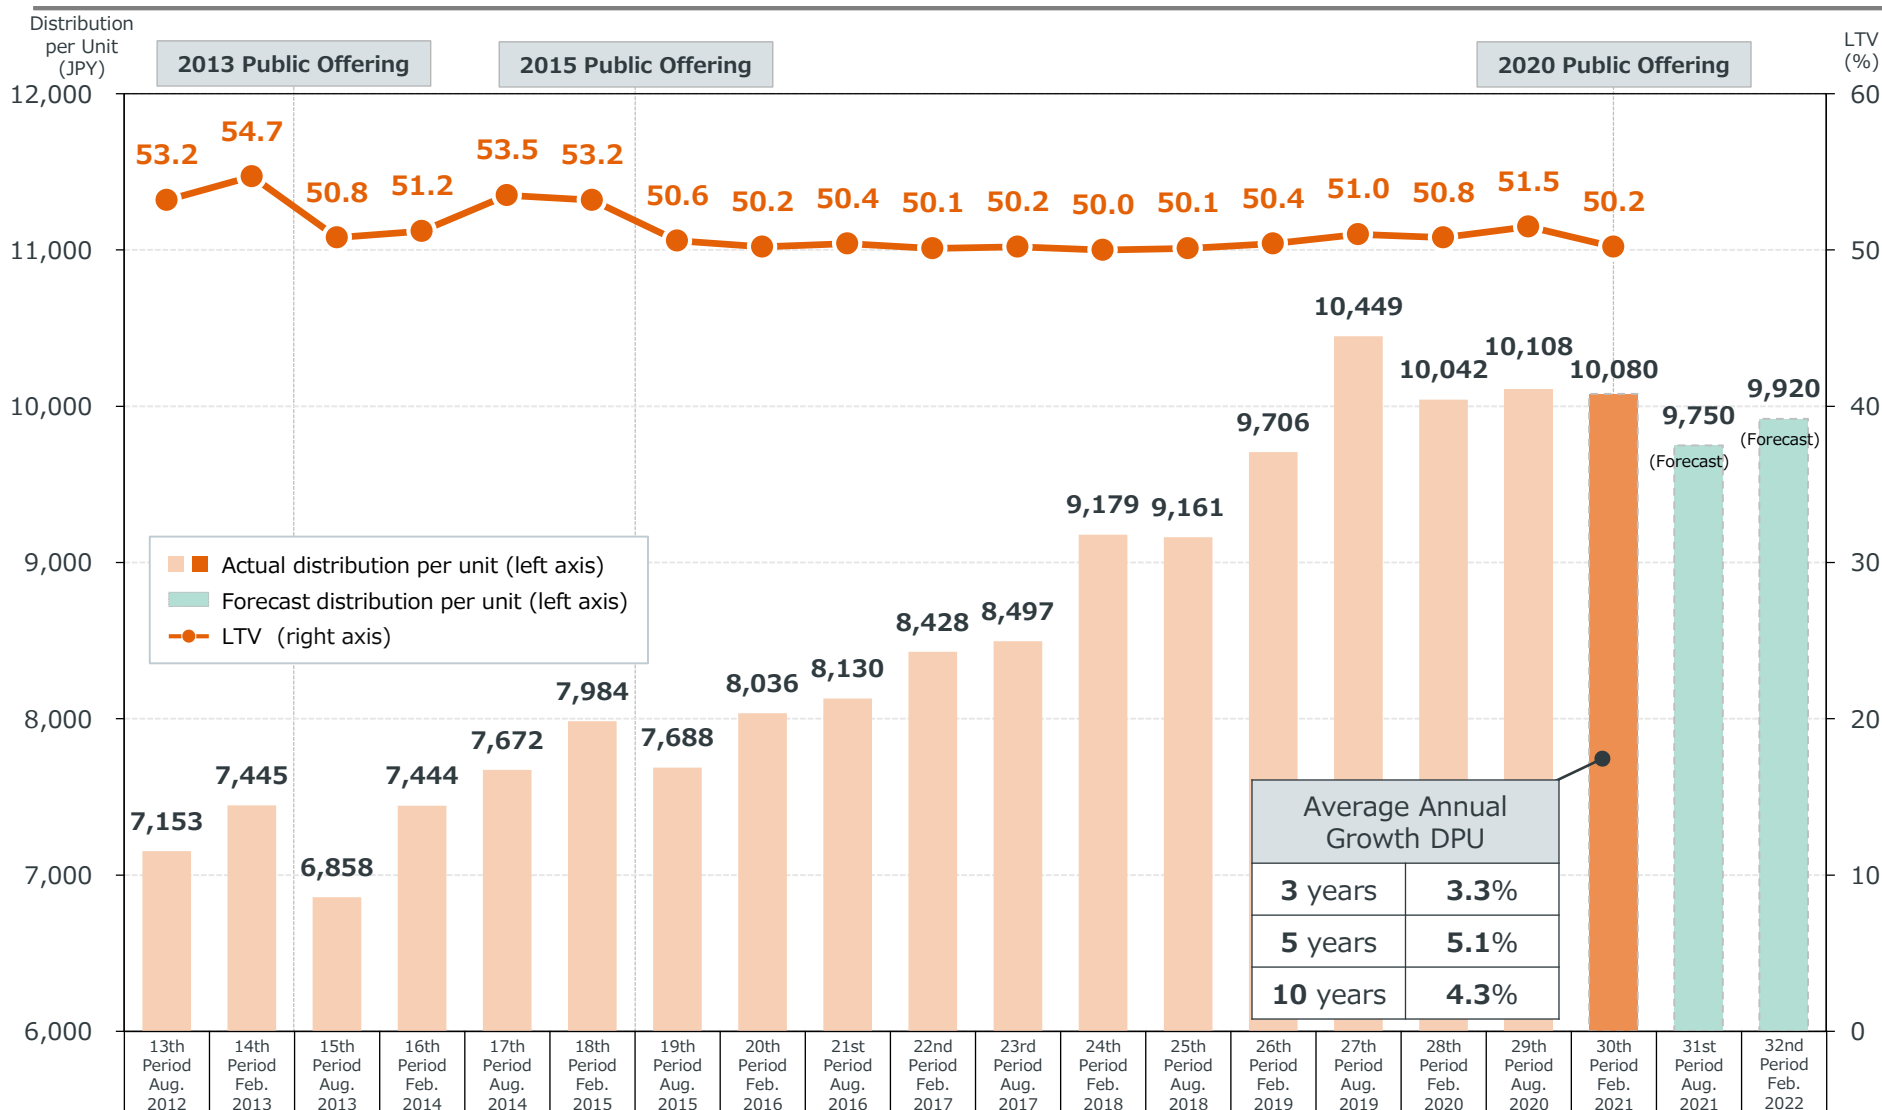 Distribution
per Unit
(JPY)
LTV
(%)
2013 Public Offering
2015 Public Offering
2020 Public Offering
12,000
11,000
10,000
9,000
8,000
7,000
6,000
60
50
40
30
20
10
0
53.2
54.7
50.8
51.2
53.5
53.2
50.6
50.2
50.4
50.1
50.2
50.0
50.1
50.4
51.0
50.8
51.5
50.2
7,153
7,445
6,858
7,444
7,672
7,984
7,688
8,036
8,130
8,428
8,497
9,179
9,161
9,706
10,449
10,042
10,108
10,080
9,750
(Forecast)
9,920
(Forecast)
Actual distribution per unit (left axis)
Forecast distribution per unit (left axis)
LTV (right axis)
Average Annual
Growth DPU
3 years 3.3%
5 years 5.1%
10 years 4.3%
13th
Period
Aug.
2012
14th
Period
Feb.
2013
15th
Period
Aug.
2013
16th
Period
Feb.
2014
17th
Period
Aug.
2014
18th
Period
Feb.
2015
19th
Period
Aug.
2015
20th
Period
Feb.
2016
21st
Period
Aug.
2016
22nd
Period
Feb.
2017
23rd
Period
Aug.
2017
24th
Period
Feb.
2018
25th
Period
Aug.
2018
26th
Period
Feb.
2019
27th
Period
Aug.
2019
28th
Period
Feb.
2020
29th
Period
Aug.
2020
30th
Period
Feb.
2021
31st
Period
Aug.
2021
32nd
Period
Feb.
2022